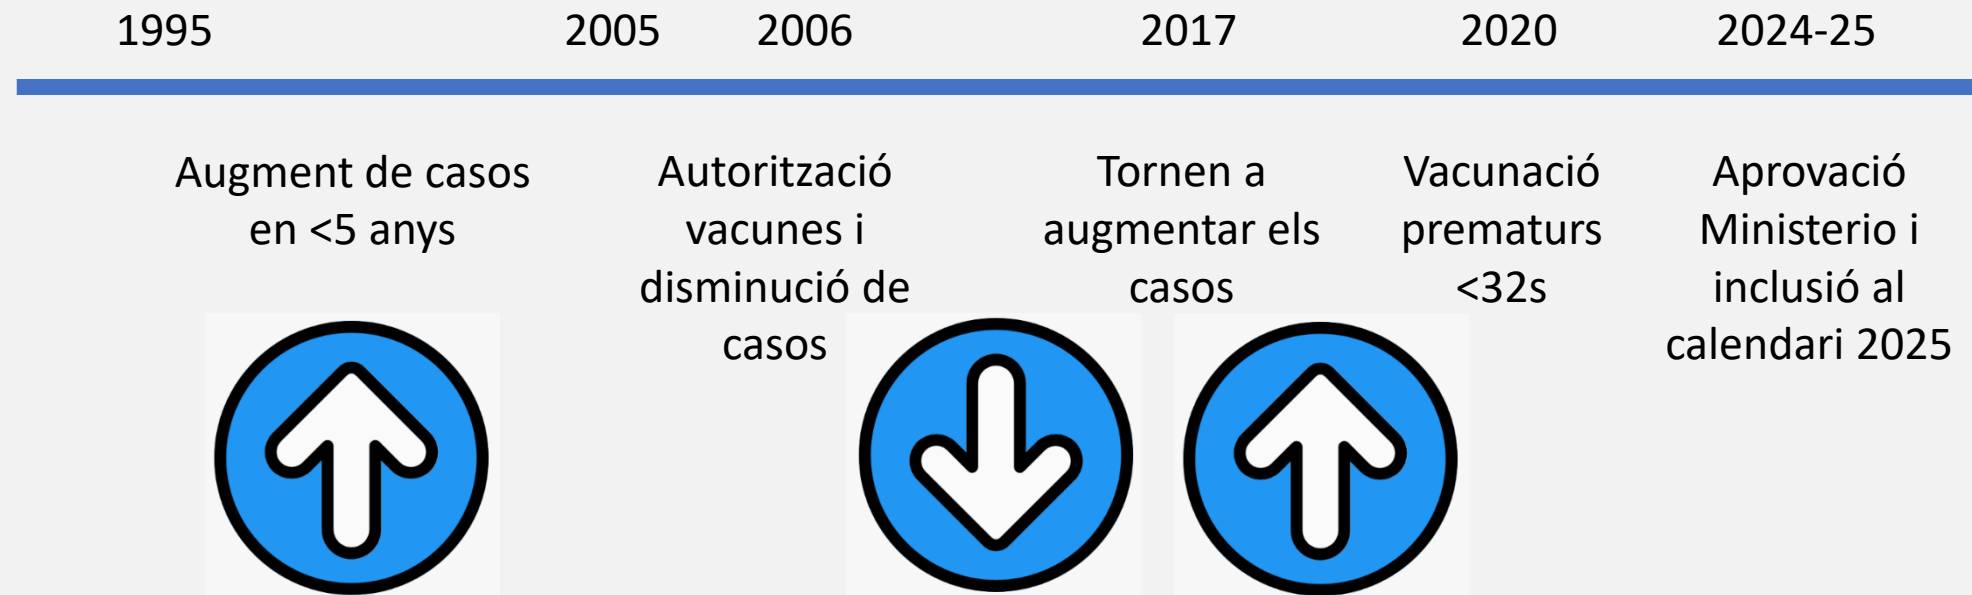 1995
2005
2006
2017
2020
2024-25
Augment de casos
en <5 anys
Autorització
vacunes i
disminució de
casos
Tornen a
augmentar els
casos
Vacunació
prematurs
<32s
Aprovació
Ministerio i
inclusió al
calendari 2025